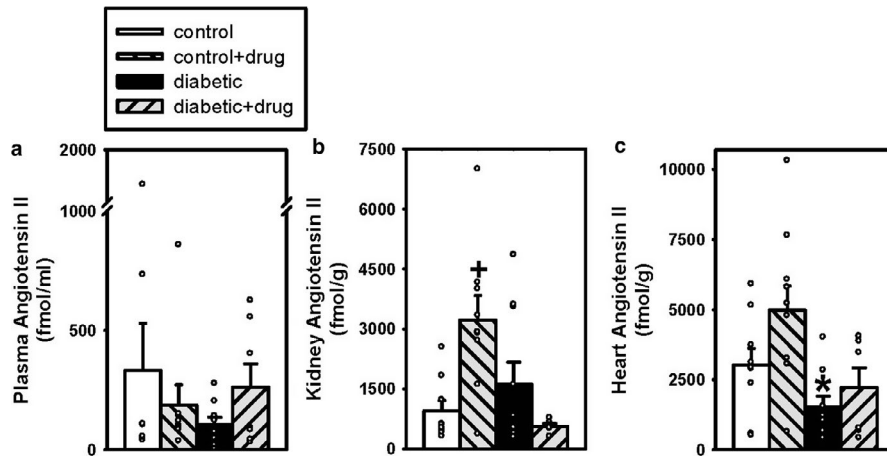 control
control+drug
diabetic
diabetic+drug
a
2000
1000
500
0
Plasma Angiotensin II
(fmol/ml)
b
7500
6000
4500
3000
1500
0
Kidney Angiotensin II
(fmol/g)
+
c
10000
7500
5000
2500
0
Heart Angiotensin II
(fmol/g)
*